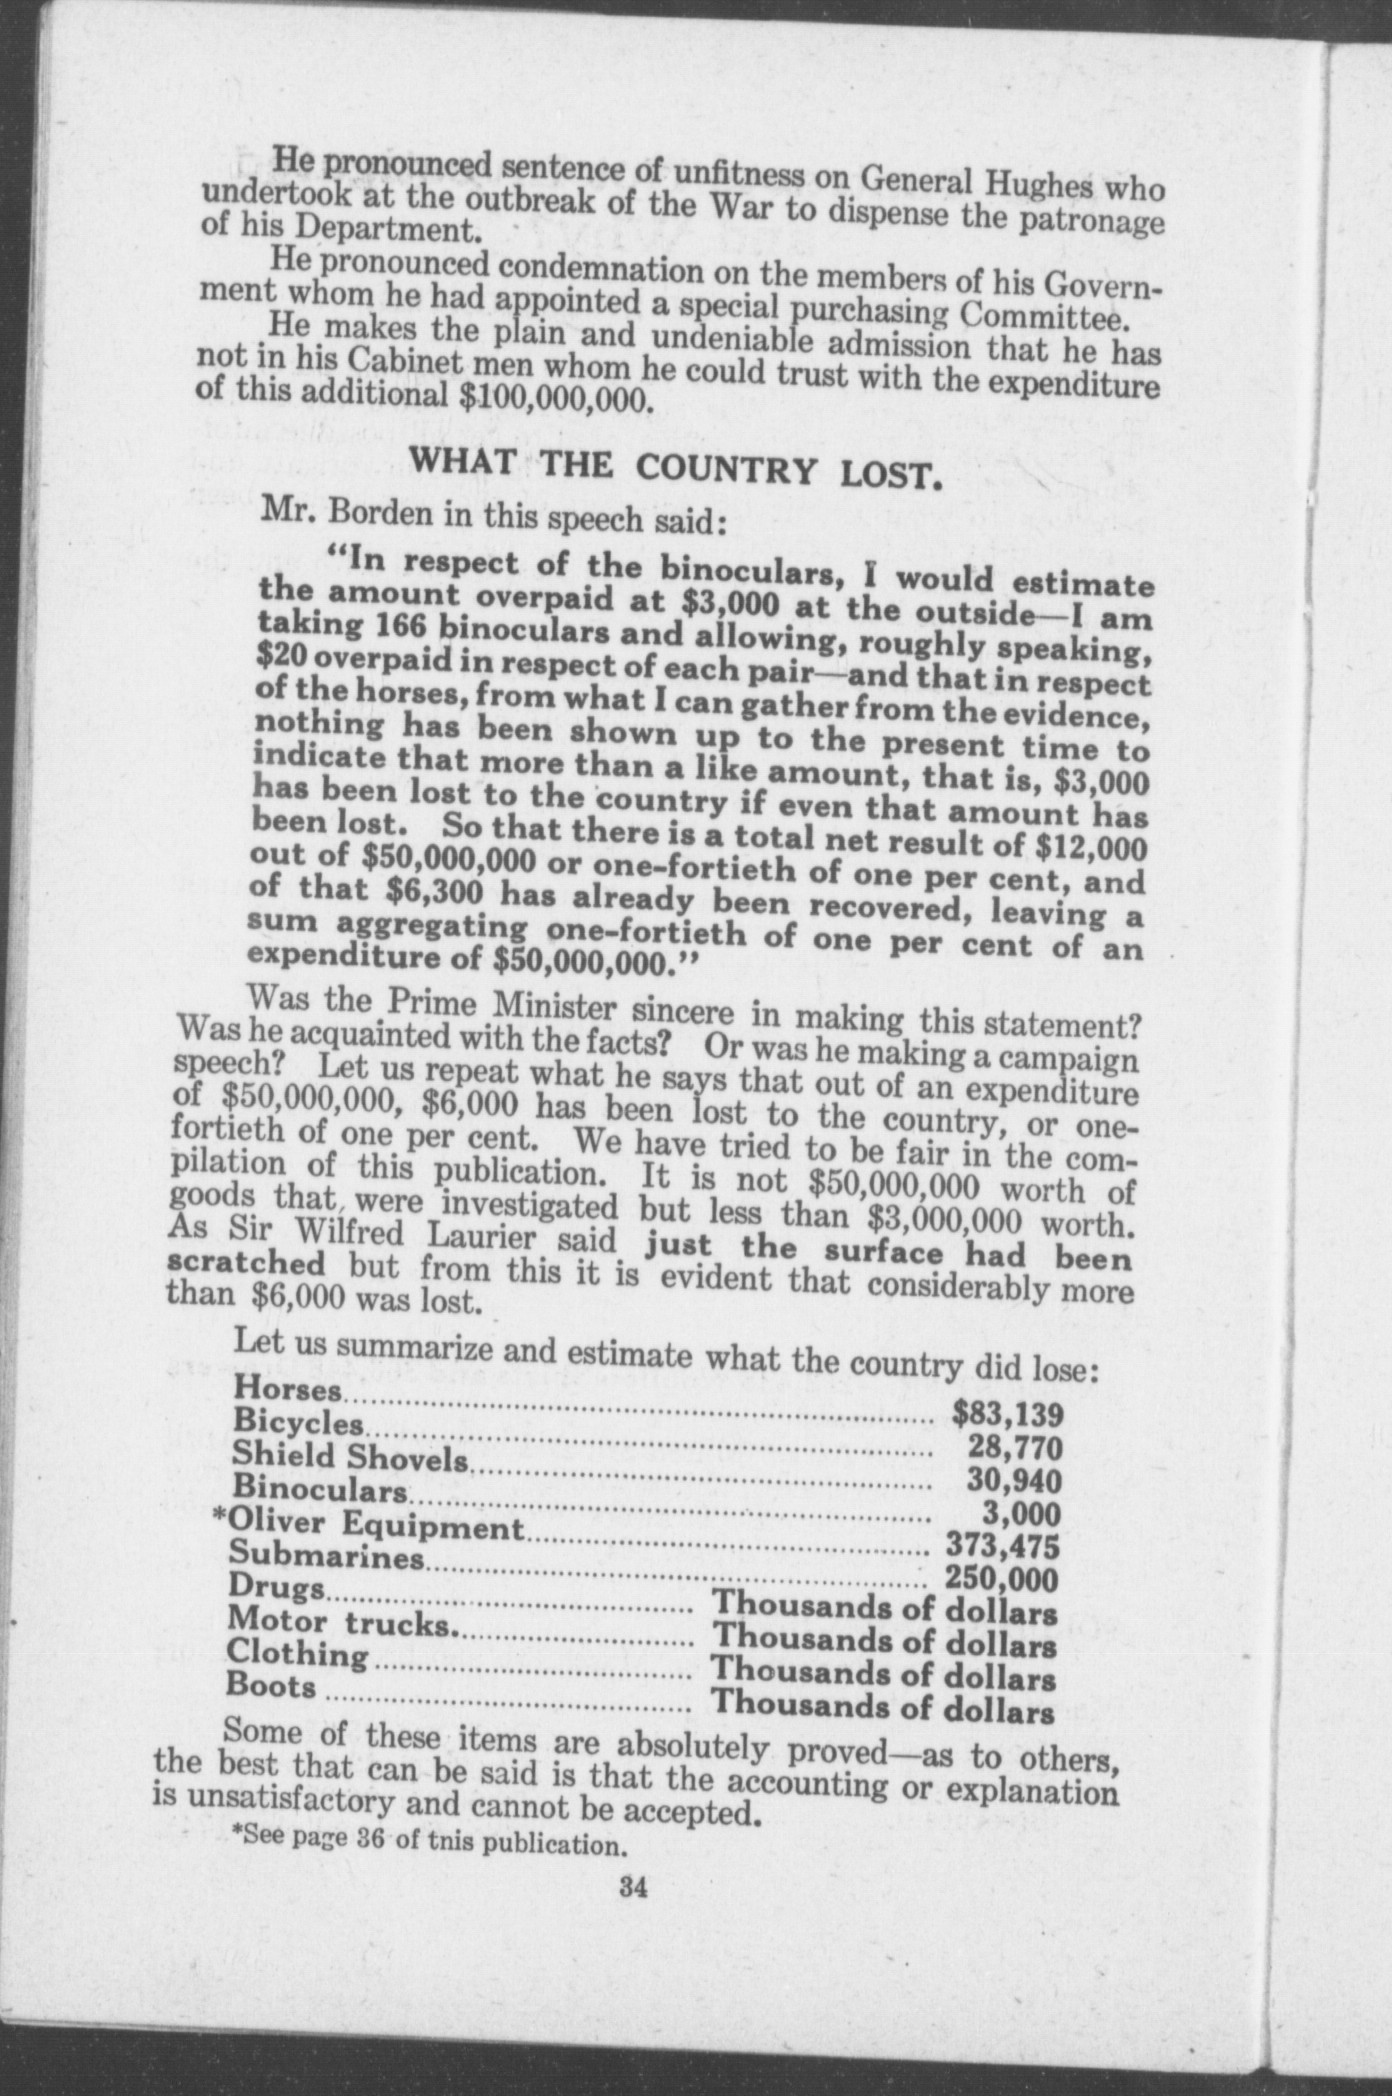 He pronounced sentence of unfitness on General Hughes who
undertook at the outbreak of the War to dispense the patronage
of his Department.
He pronounced condemnation on the members of his Govern-
ment whom he had appointed a special purchasing Committee.
He makes the plain and undeniable admission that he has
not in his Cabinet men whom he could trust with the expenditure
of this additional $100,000,000.
WHAT THE COUNTRY LOST.
Mr. Borden in this speech said:
"In respect of the binoculars, I would estimate
the amount overpaid at $3,000 at the outside—I am
taking 166 binoculars and allowing, roughly speaking,
$20 overpaid in respect of each pair—and that in respect
of the horses, from what I can gather from the evidence,
nothing has been shown up to the present time to
indicate that more than a like amount, that is, $3,000
has been lost to the country if even that amount has
been lost. So that there is a total net result of $12,000
out of $50,000,000 or one-fortieth of one per cent, and
of that $6,300 has already been recovered, leaving a
sum aggregating one-fortieth of one per cent of an
expenditure of $50,000,000."
Was the Prime Minister sincere in making this statement?
Was he acquainted with the facts? Or was he making a campaign
speech? Let us repeat what he says that out of an expenditure
of $50,000,000, $6,000 has been lost to the country, or one-
fortieth of one per cent. We have tried to be fair in the com-
pilation of this publication. It is not $50,000,000 worth of
goods that were investigated but less than $3,000,000 worth.
As Sir Wilfred Laurier said just the surface had been
scratched but from this it is evident that considerably more
than $6,000 was lost.
Let us summarize and estimate what the country did lose:
Horses........ $83,139
Bicycles........ 28,770
Shield Shovels........ 30,940
Binoculars........ 3,000
*Oliver Equipment........ 373,475
Submarines........ 250,000
Drugs........ Thousands of dollars
Motor trucks........ Thousands of dollars
Clothing........ Thousands of dollars
Boots........ Thousands of dollars
Some of these items are absolutely proved—as to others,
the best that can be said is that the accounting or explanation
is unsatisfactory and cannot be accepted.
*See page 36 of tnis publication.
34